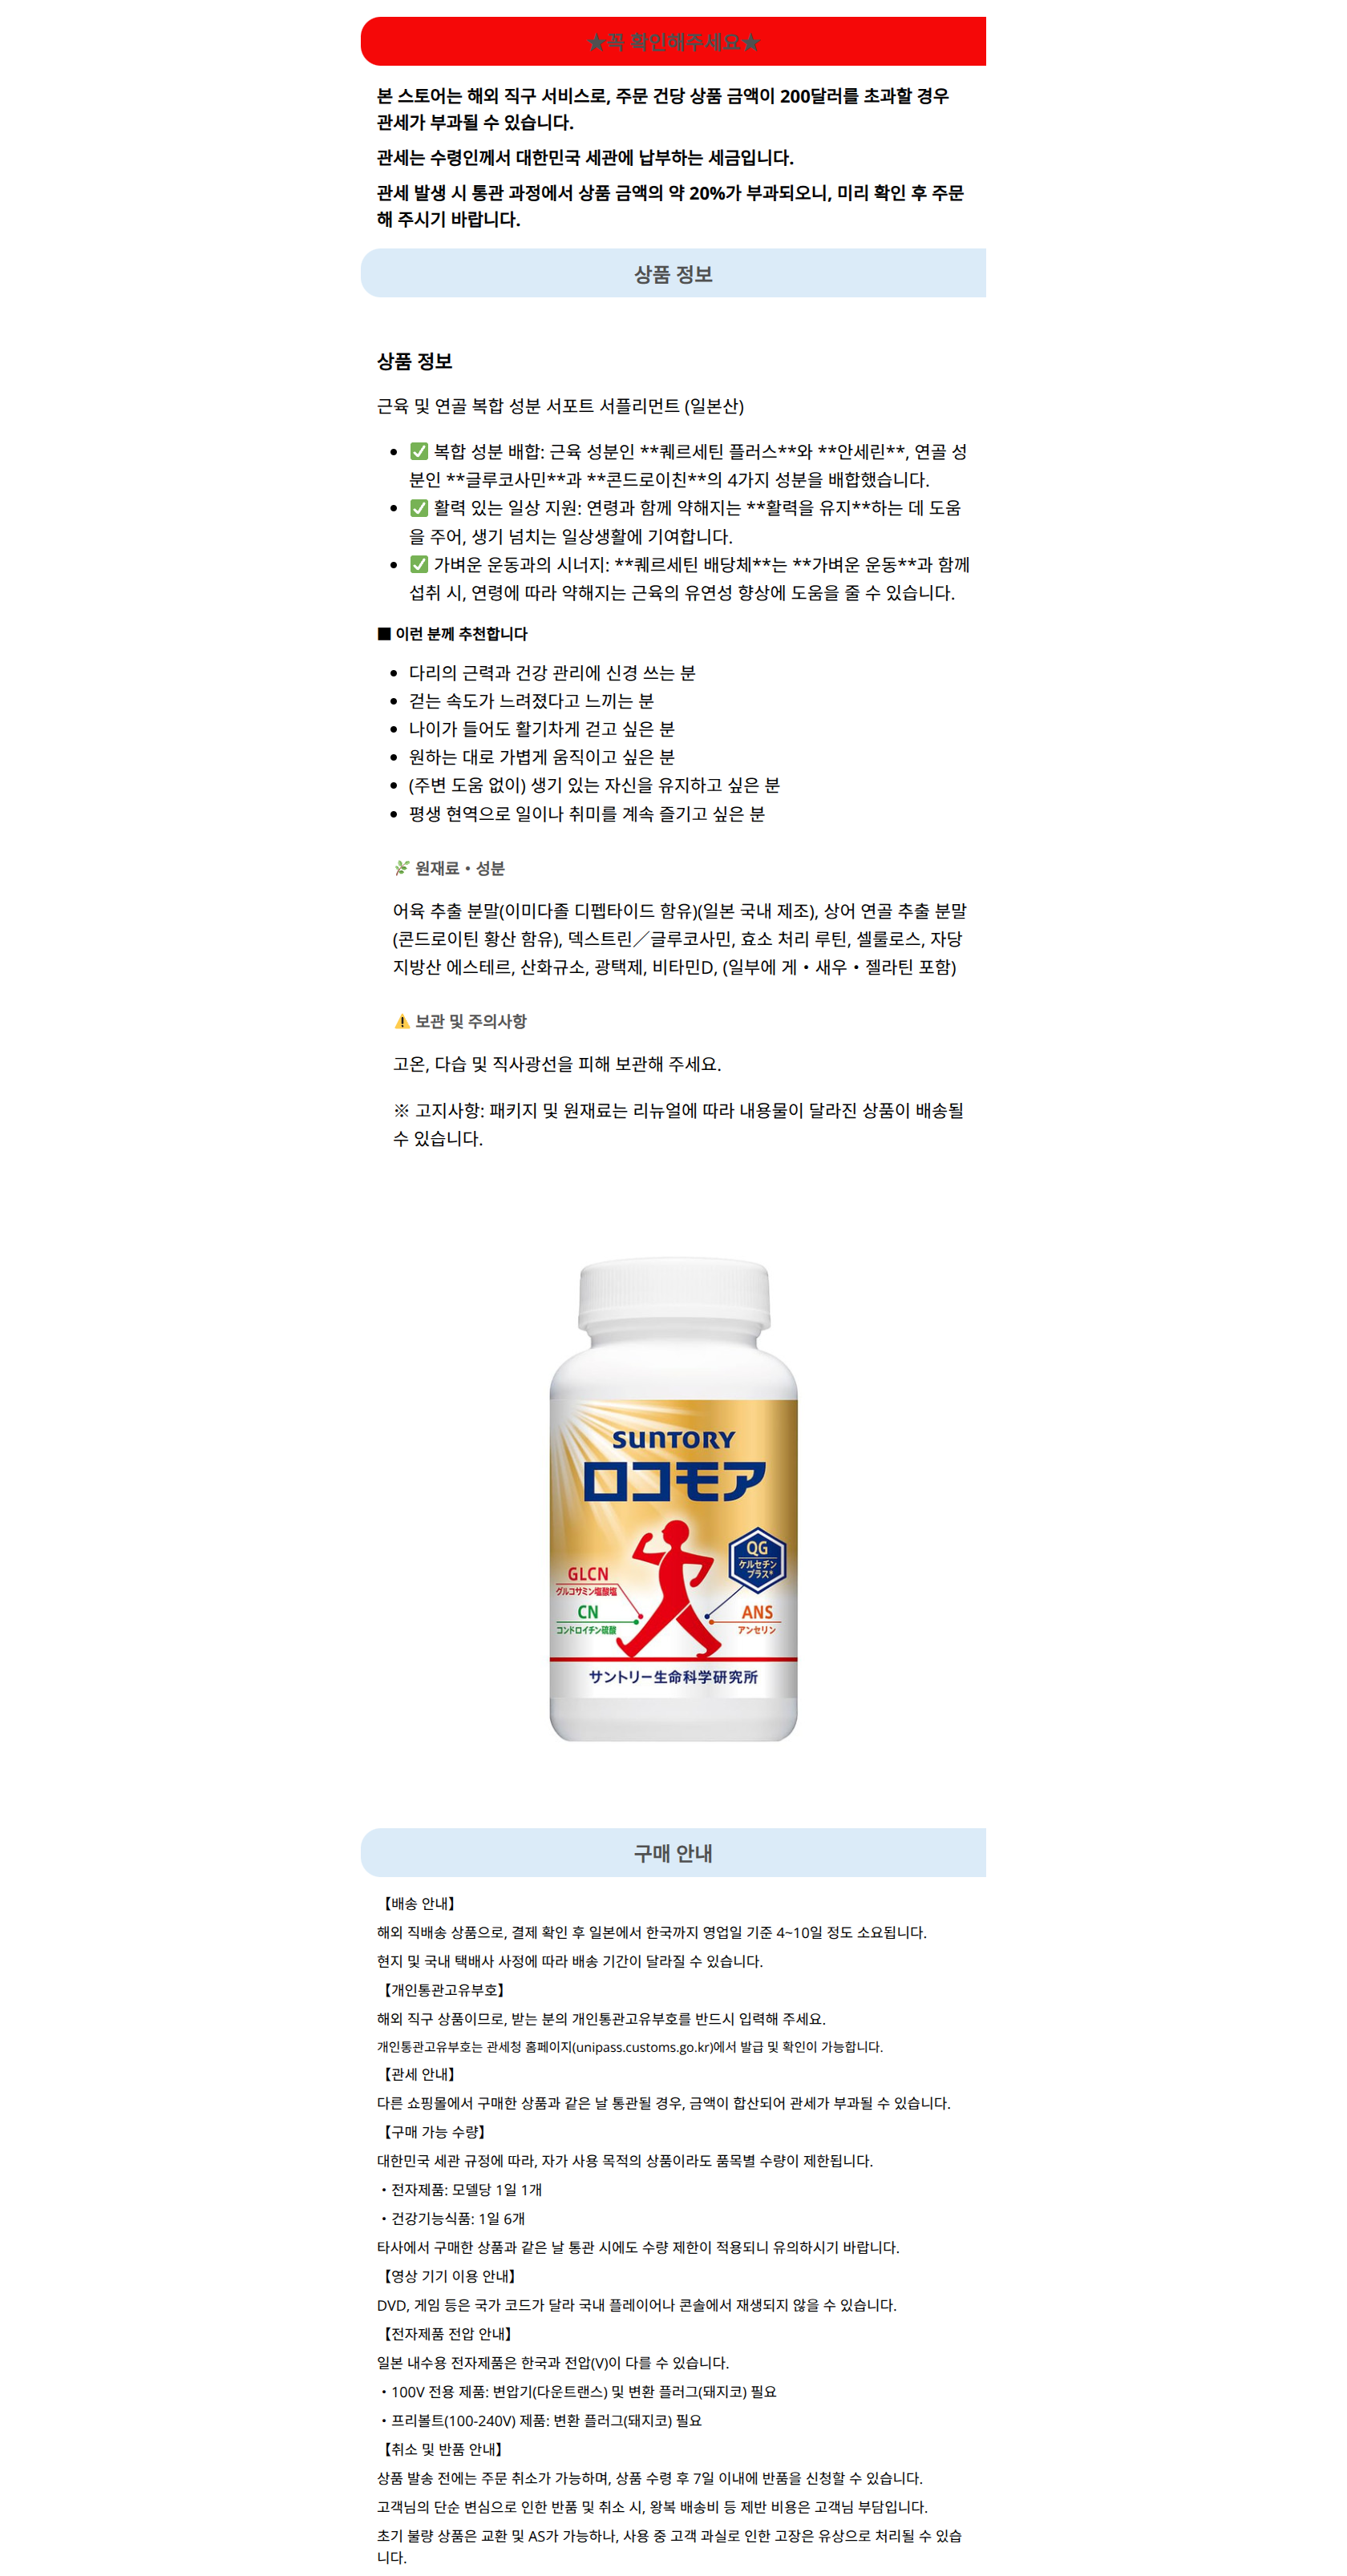 ★꼭 확인해주세요★
본 스토어는 해외 직구 서비스로, 주문 건당 상품 금액이 200달러를 초과할 경우
관세가 부과될 수 있습니다.
관세는 수령인께서 대한민국 세관에 납부하는 세금입니다.
관세 발생 시 통관 과정에서 상품 금액의 약 20%가 부과되오니, 미리 확인 후 주문
해 주시기 바랍니다.
상품 정보
상품 정보
근육 및 연골 복합 성분 서포트 서플리먼트 (일본산)
• ✅ 복합 성분 배합: 근육 성분인 **퀘르세틴 플러스**와 **안세린**, 연골 성
분인 **글루코사민**과 **콘드로이친**의 4가지 성분을 배합했습니다.
• ✅ 활력 있는 일상 지원: 연령과 함께 약해지는 **활력을 유지**하는 데 도움
을 주어, 생기 넘치는 일상생활에 기여합니다.
• ✅ 가벼운 운동과의 시너지: **퀘르세틴 배당체**는 **가벼운 운동**과 함께
섭취 시, 연령에 따라 약해지는 근육의 유연성 향상에 도움을 줄 수 있습니다.
■ 이런 분께 추천합니다
• 다리의 근력과 건강 관리에 신경 쓰는 분
• 걷는 속도가 느려졌다고 느끼는 분
• 나이가 들어도 활기차게 걷고 싶은 분
• 원하는 대로 가볍게 움직이고 싶은 분
• (주변 도움 없이) 생기 있는 자신을 유지하고 싶은 분
• 평생 현역으로 일이나 취미를 계속 즐기고 싶은 분
🌿 원재료・성분
어육 추출 분말(이미다졸 디펩타이드 함유)(일본 국내 제조), 상어 연골 추출 분말
(콘드로이틴 황산 함유), 덱스트린／글루코사민, 효소 처리 루틴, 셀룰로스, 자당
지방산 에스테르, 산화규소, 광택제, 비타민D, (일부에 게・새우・젤라틴 포함)
⚠️ 보관 및 주의사항
고온, 다습 및 직사광선을 피해 보관해 주세요.
※ 고지사항: 패키지 및 원재료는 리뉴얼에 따라 내용물이 달라진 상품이 배송될
수 있습니다.
SUNTORY
ロコモア
QG
ケルセチン
プラス*
GLCN
グルコサミン塩酸塩
CN
コンドロイチン硫酸
ANS
アンセリン
サントリー生命科学研究所
구매 안내
【배송 안내】
해외 직배송 상품으로, 결제 확인 후 일본에서 한국까지 영업일 기준 4~10일 정도 소요됩니다.
현지 및 국내 택배사 사정에 따라 배송 기간이 달라질 수 있습니다.
【개인통관고유부호】
해외 직구 상품이므로, 받는 분의 개인통관고유부호를 반드시 입력해 주세요.
개인통관고유부호는 관세청 홈페이지(unipass.customs.go.kr)에서 발급 및 확인이 가능합니다.
【관세 안내】
다른 쇼핑몰에서 구매한 상품과 같은 날 통관될 경우, 금액이 합산되어 관세가 부과될 수 있습니다.
【구매 가능 수량】
대한민국 세관 규정에 따라, 자가 사용 목적의 상품이라도 품목별 수량이 제한됩니다.
・전자제품: 모델당 1일 1개
・건강기능식품: 1일 6개
타사에서 구매한 상품과 같은 날 통관 시에도 수량 제한이 적용되니 유의하시기 바랍니다.
【영상 기기 이용 안내】
DVD, 게임 등은 국가 코드가 달라 국내 플레이어나 콘솔에서 재생되지 않을 수 있습니다.
【전자제품 전압 안내】
일본 내수용 전자제품은 한국과 전압(V)이 다를 수 있습니다.
・100V 전용 제품: 변압기(다운트랜스) 및 변환 플러그(돼지코) 필요
・프리볼트(100-240V) 제품: 변환 플러그(돼지코) 필요
【취소 및 반품 안내】
상품 발송 전에는 주문 취소가 가능하며, 상품 수령 후 7일 이내에 반품을 신청할 수 있습니다.
고객님의 단순 변심으로 인한 반품 및 취소 시, 왕복 배송비 등 제반 비용은 고객님 부담입니다.
초기 불량 상품은 교환 및 AS가 가능하나, 사용 중 고객 과실로 인한 고장은 유상으로 처리될 수 있습
니다.